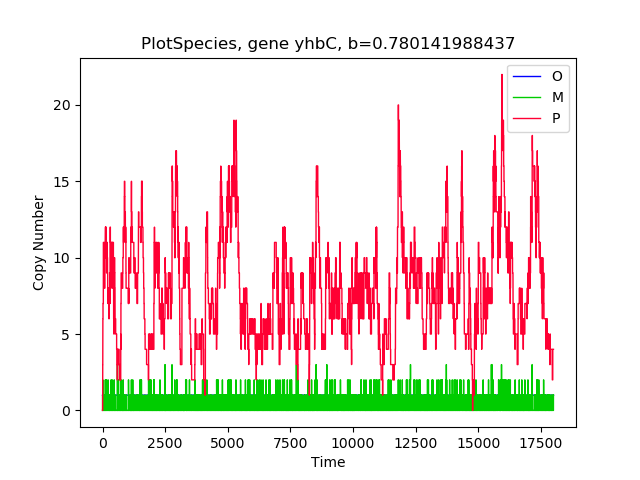 PlotSpecies, gene yhbC, b=0.780141988437
O
M
P
20
15
10
5
0
Copy Number
0 2500 5000 7500 10000 12500 15000 17500
Time